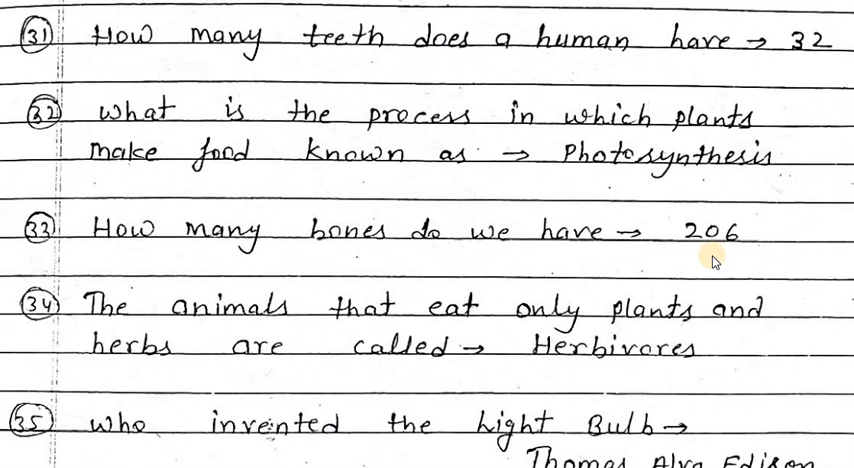 31 How many teeth does a human have → 32
32 what is the process in which plants
make food known as → Photosynthesis
33 How many bones do we have → 206
34 The animals that eat only plants and
herbs are called → Herbivores
35 who invented the Light Bulb →
Thomas Alva Edison